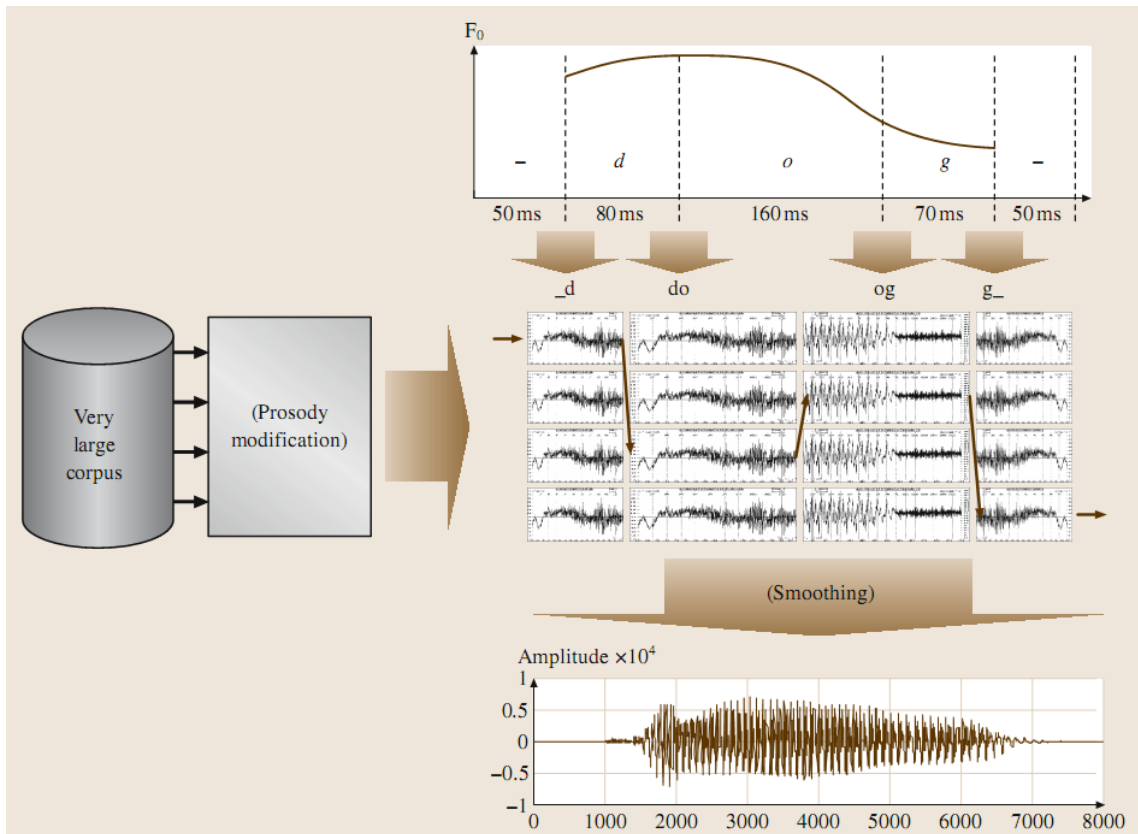 F₀
– d o g –
50 ms 80 ms 160 ms 70 ms 50 ms
_d do og g_
Very
large
corpus
(Prosody
modification)
(Smoothing)
Amplitude ×10⁴
1
0.5
0
−0.5
−1
0 1000 2000 3000 4000 5000 6000 7000 8000